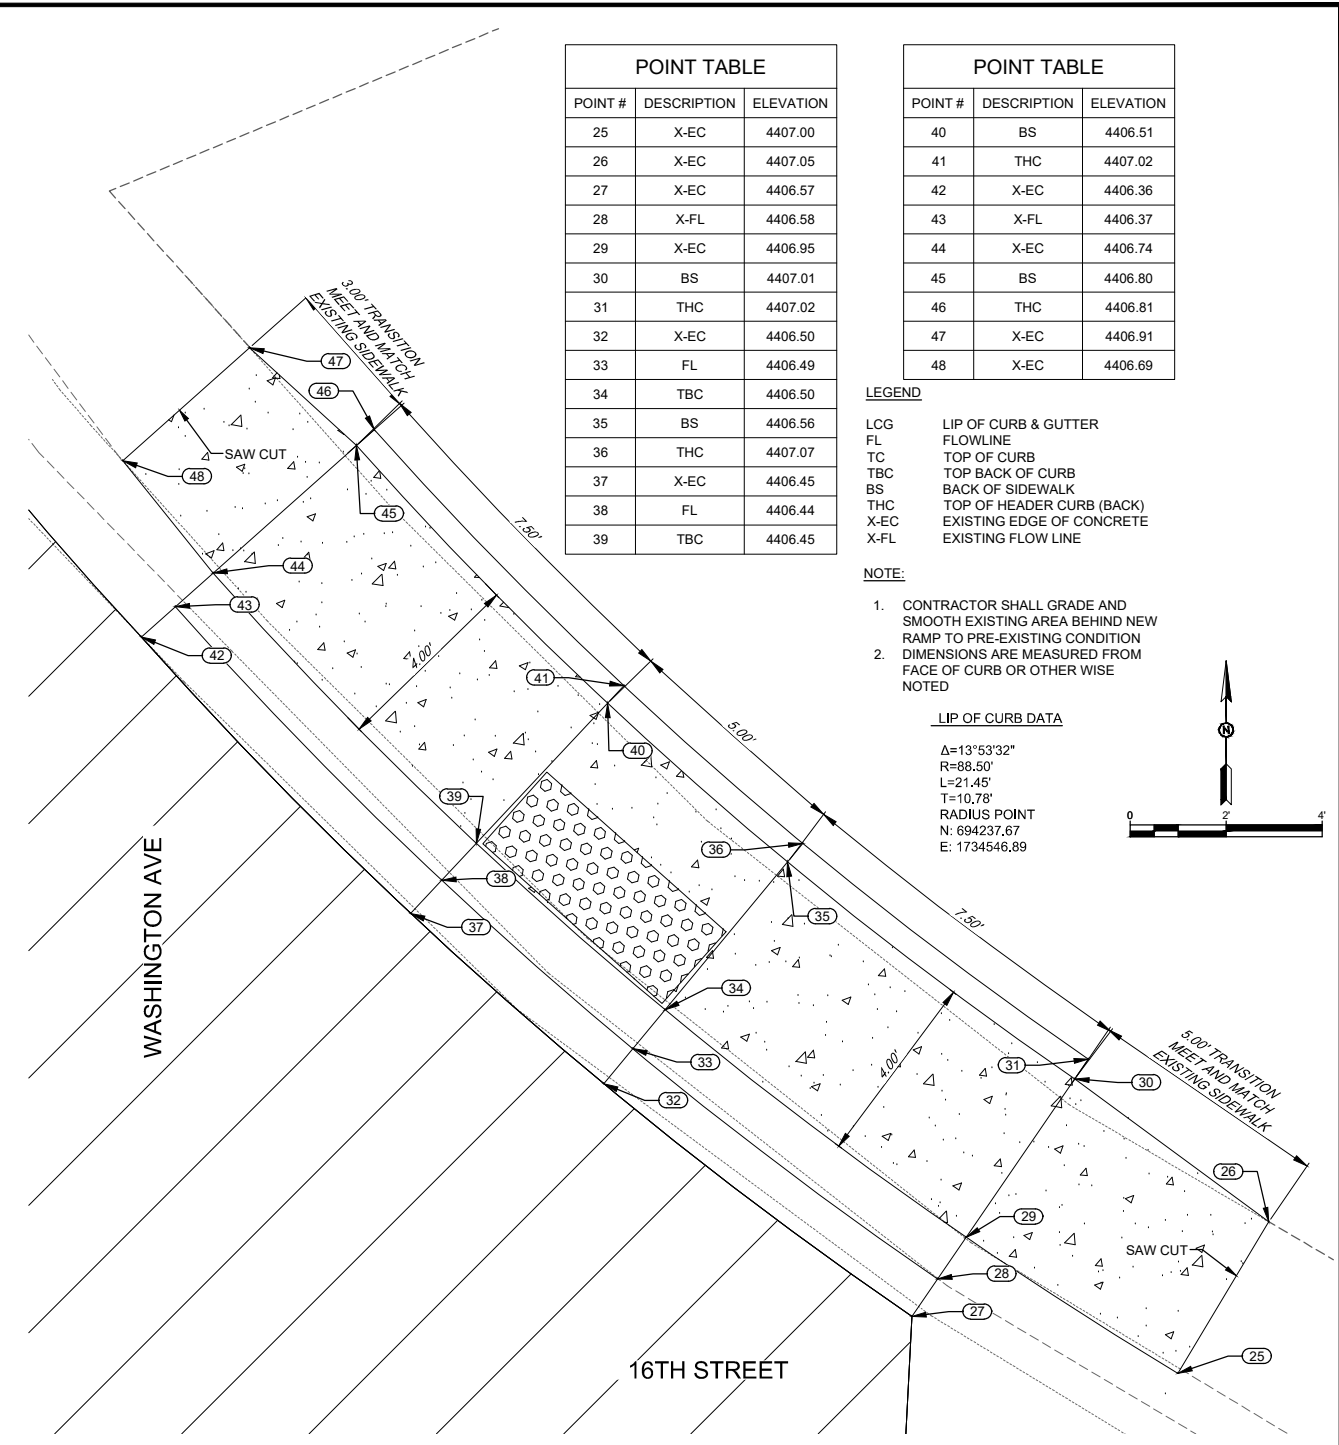 POINT TABLE
POINT # DESCRIPTION ELEVATION
25 X-EC 4407.00
26 X-EC 4407.05
27 X-EC 4406.57
28 X-FL 4406.58
29 X-EC 4406.95
30 BS 4407.01
31 THC 4407.02
32 X-EC 4406.50
33 FL 4406.49
34 TBC 4406.50
35 BS 4406.56
36 THC 4407.07
37 X-EC 4406.45
38 FL 4406.44
39 TBC 4406.45
POINT TABLE
POINT # DESCRIPTION ELEVATION
40 BS 4406.51
41 THC 4407.02
42 X-EC 4406.36
43 X-FL 4406.37
44 X-EC 4406.74
45 BS 4406.80
46 THC 4406.81
47 X-EC 4406.91
48 X-EC 4406.69
LEGEND
LCG LIP OF CURB & GUTTER
FL FLOWLINE
TC TOP OF CURB
TBC TOP BACK OF CURB
BS BACK OF SIDEWALK
THC TOP OF HEADER CURB (BACK)
X-EC EXISTING EDGE OF CONCRETE
X-FL EXISTING FLOW LINE
NOTE:
1. CONTRACTOR SHALL GRADE AND
SMOOTH EXISTING AREA BEHIND NEW
RAMP TO PRE-EXISTING CONDITION
2. DIMENSIONS ARE MEASURED FROM
FACE OF CURB OR OTHER WISE
NOTED
LIP OF CURB DATA
Δ=13°53'32"
R=88.50'
L=21.45'
T=10.78'
RADIUS POINT
N: 694237.67
E: 1734546.89
N
0 2' 4'
3.00' TRANSITION
MEET AND MATCH
EXISTING SIDEWALK
47
46
SAW CUT
48
45
7.50'
44
43
42
4.00'
41
40
5.00'
39
38
37
36
35
7.50'
34
33
32
4.00'
31
30
5.00' TRANSITION
MEET AND MATCH
EXISTING SIDEWALK
26
29
SAW CUT
28
27
25
WASHINGTON AVE
16TH STREET